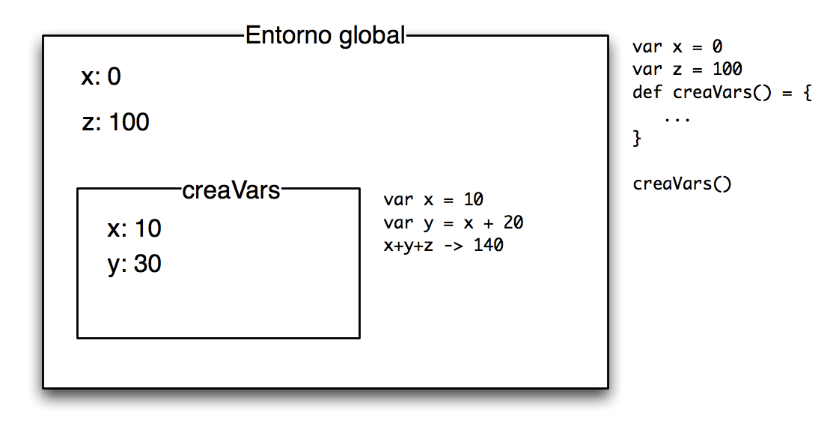 Entorno global
x: 0
z: 100
creaVars
x: 10
y: 30
var x = 10
var y = x + 20
x+y+z -> 140
var x = 0
var z = 100
def creaVars() = {
...
}
creaVars()